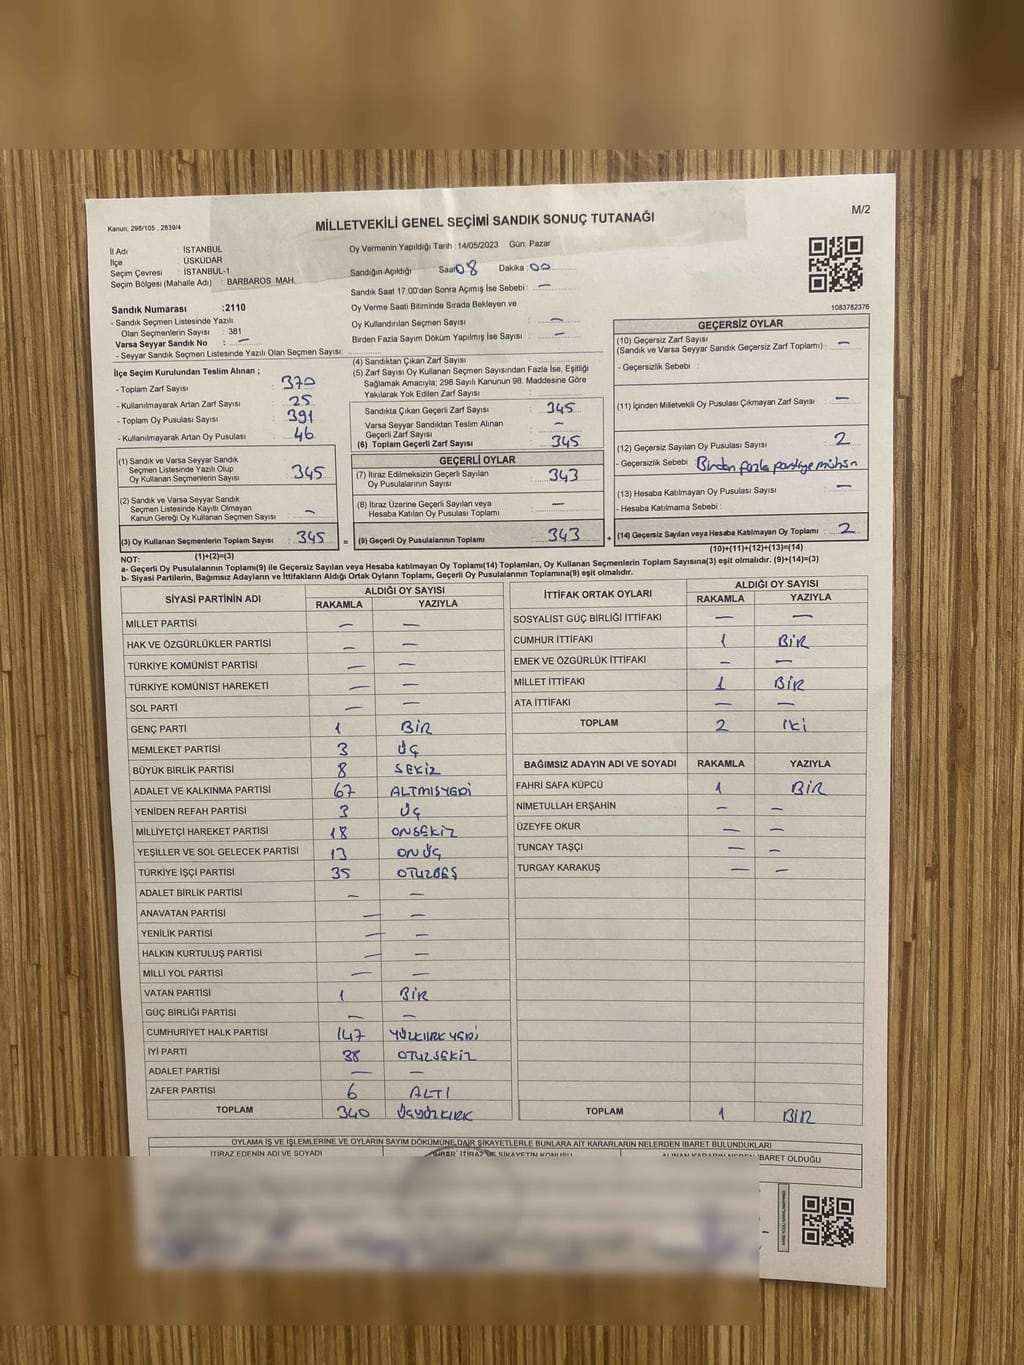 M/2
Kanun, 298/105 , 2839/4
MİLLETVEKİLİ GENEL SEÇİMİ SANDIK SONUÇ TUTANAĞI
İl Adı : İSTANBUL
İlçe : ÜSKÜDAR
Seçim Çevresi : İSTANBUL-1
Seçim Bölgesi (Mahalle Adı) : BARBAROS MAH.
Oy Vermenin Yapıldığı Tarih :14/05/2023 Gün: Pazar
Sandığın Açıldığı Saat 08 Dakika : 00
Sandık Saat 17:00'den Sonra Açımış İse Sebebi : —
Oy Verme Saati Bitiminde Sırada Bekleyen ve
Oy Kullandırılan Seçmen Sayısı : —
Birden Fazla Sayım Döküm Yapılmış İse Sayısı : —
1083782376
Sandık Numarası :2110
- Sandık Seçmen Listesinde Yazılı
Olan Seçmenlerin Sayısı : 381
Varsa Seyyar Sandık No : —
- Seyyar Sandık Seçmen Listesinde Yazılı Olan Seçmen Sayısı :
İlçe Seçim Kurulundan Teslim Alınan ;
- Toplam Zarf Sayısı : 370
- Kullanılmayarak Artan Zarf Sayısı : 25
- Toplam Oy Pusulası Sayısı : 391
- Kullanılmayarak Artan Oy Pusulası : 46
(1) Sandık ve Varsa Seyyar Sandık
Seçmen Listesinde Yazılı Olup
Oy Kullanan Seçmenlerin Sayısı : 345
(2) Sandık ve Varsa Seyyar Sandık
Seçmen Listesinde Kayıtlı Olmayan
Kanun Gereği Oy Kullanan Seçmen Sayısı : —
(3) Oy Kullanan Seçmenlerin Toplam Sayısı : 345
(1)+(2)=(3)
(4) Sandıktan Çıkan Zarf Sayısı :
(5) Zarf Sayısı Oy Kullanan Seçmen Sayısından Fazla İse, Eşitliği
Sağlamak Amacıyla; 298 Sayılı Kanunun 98. Maddesine Göre
Yakılarak Yok Edilen Zarf Sayısı :
Sandıkta Çıkan Geçerli Zarf Sayısı : 345
Varsa Seyyar Sandıktan Teslim Alınan
Geçerli Zarf Sayısı : —
(6) Toplam Geçerli Zarf Sayısı : 345
GEÇERLİ OYLAR
(7) İtiraz Edilmeksizin Geçerli Sayılan
Oy Pusulalarının Sayısı : 343
(8) İtiraz Üzerine Geçerli Sayılan veya
Hesaba Katılan Oy Pusulası Toplamı : —
= (9) Geçerli Oy Pusulalarının Toplamı : 343
GEÇERSİZ OYLAR
(10) Geçersiz Zarf Sayısı
(Sandık ve Varsa Seyyar Sandık Geçersiz Zarf Toplamı) : —
- Geçersizlik Sebebi :
(11) İçinden Milletvekili Oy Pusulası Çıkmayan Zarf Sayısı : —
(12) Geçersiz Sayılan Oy Pusulası Sayısı : 2
- Geçersizlik Sebebi : Birden fazla partiye mühür
(13) Hesaba Katılmayan Oy Pusulası Sayısı : —
- Hesaba Katılmama Sebebi :
+ (14) Geçersiz Sayılan veya Hesaba Katılmayan Oy Toplamı : 2
(10)+(11)+(12)+(13)=(14)
NOT:
a- Geçerli Oy Pusulalarının Toplamı(9) ile Geçersiz Sayılan veya Hesaba katılmayan Oy Toplamı(14) Toplamları, Oy Kullanan Seçmenlerin Toplam Sayısına(3) eşit olmalıdır. (9)+(14)=(3)
b- Siyasi Partilerin, Bağımsız Adayların ve İttifakların Aldığı Ortak Oyların Toplamı, Geçerli Oy Pusulalarının Toplamına(9) eşit olmalıdır.
SİYASİ PARTİNİN ADI ALDIĞI OY SAYISI
RAKAMLA YAZIYLA
MİLLET PARTİSİ — —
HAK VE ÖZGÜRLÜKLER PARTİSİ — —
TÜRKİYE KOMÜNİST PARTİSİ — —
TÜRKİYE KOMÜNİST HAREKETİ — —
SOL PARTİ — —
GENÇ PARTİ 1 BİR
MEMLEKET PARTİSİ 3 ÜÇ
BÜYÜK BİRLİK PARTİSİ 8 SEKİZ
ADALET VE KALKINMA PARTİSİ 67 ALTMIŞYEDİ
YENİDEN REFAH PARTİSİ 3 ÜÇ
MİLLİYETÇİ HAREKET PARTİSİ 18 ONSEKİZ
YEŞİLLER VE SOL GELECEK PARTİSİ 13 ON ÜÇ
TÜRKİYE İŞÇİ PARTİSİ 35 OTUZBEŞ
ADALET BİRLİK PARTİSİ — —
ANAVATAN PARTİSİ — —
YENİLİK PARTİSİ — —
HALKIN KURTULUŞ PARTİSİ — —
MİLLİ YOL PARTİSİ — —
VATAN PARTİSİ 1 BİR
GÜÇ BİRLİĞİ PARTİSİ — —
CUMHURİYET HALK PARTİSİ 147 YÜZKIRK YEDİ
İYİ PARTİ 38 OTUZSEKİZ
ADALET PARTİSİ — —
ZAFER PARTİSİ 6 ALTI
TOPLAM 340 ÜÇYÜZKIRK
İTTİFAK ORTAK OYLARI ALDIĞI OY SAYISI
RAKAMLA YAZIYLA
SOSYALİST GÜÇ BİRLİĞİ İTTİFAKI — —
CUMHUR İTTİFAKI 1 BİR
EMEK VE ÖZGÜRLÜK İTTİFAKI — —
MİLLET İTTİFAKI 1 BİR
ATA İTTİFAKI — —
TOPLAM 2 İKİ
BAĞIMSIZ ADAYIN ADI VE SOYADI RAKAMLA YAZIYLA
FAHRİ SAFA KÜPCÜ 1 BİR
NİMETULLAH ERŞAHİN — —
ÜZEYFE OKUR — —
TUNCAY TAŞÇI — —
TURGAY KARAKUŞ — —
TOPLAM 1 BİR
OYLAMA İŞ VE İŞLEMLERİNE VE OYLARIN SAYIM DÖKÜMÜNE DAİR ŞİKAYETLERLE BUNLARA AİT KARARLARIN NELERDEN İBARET BULUNDUKLARI
İTİRAZ EDENİN ADI VE SOYADI
İTİRAZ VE ŞİKAYETİN KONUSU
ALINAN KARARIN NEDEN İBARET OLDUĞU